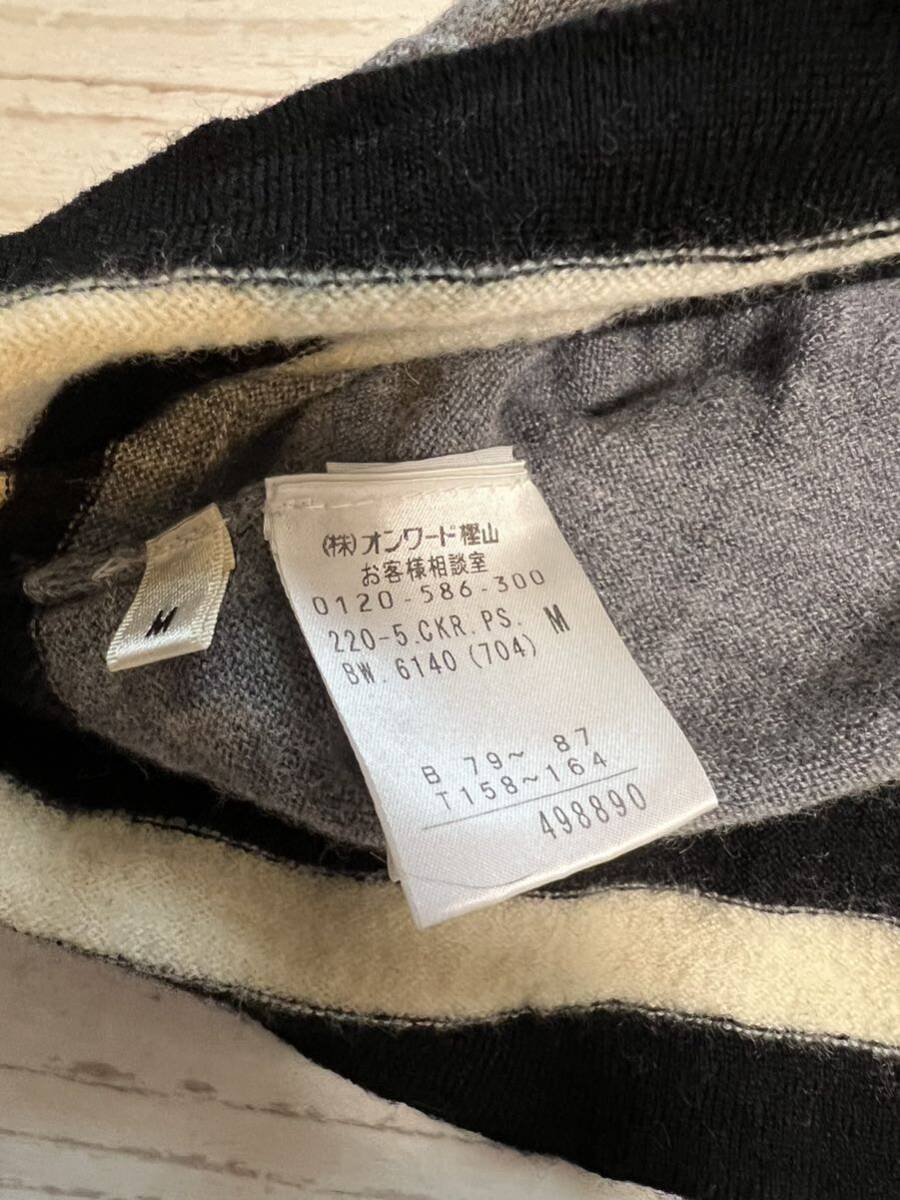 (株)オンワード樫山
お客様相談室
0120-586-300
220-5.CKR.PS. M
BW.6140(704)
B 79~ 87
T158~164
498890
M